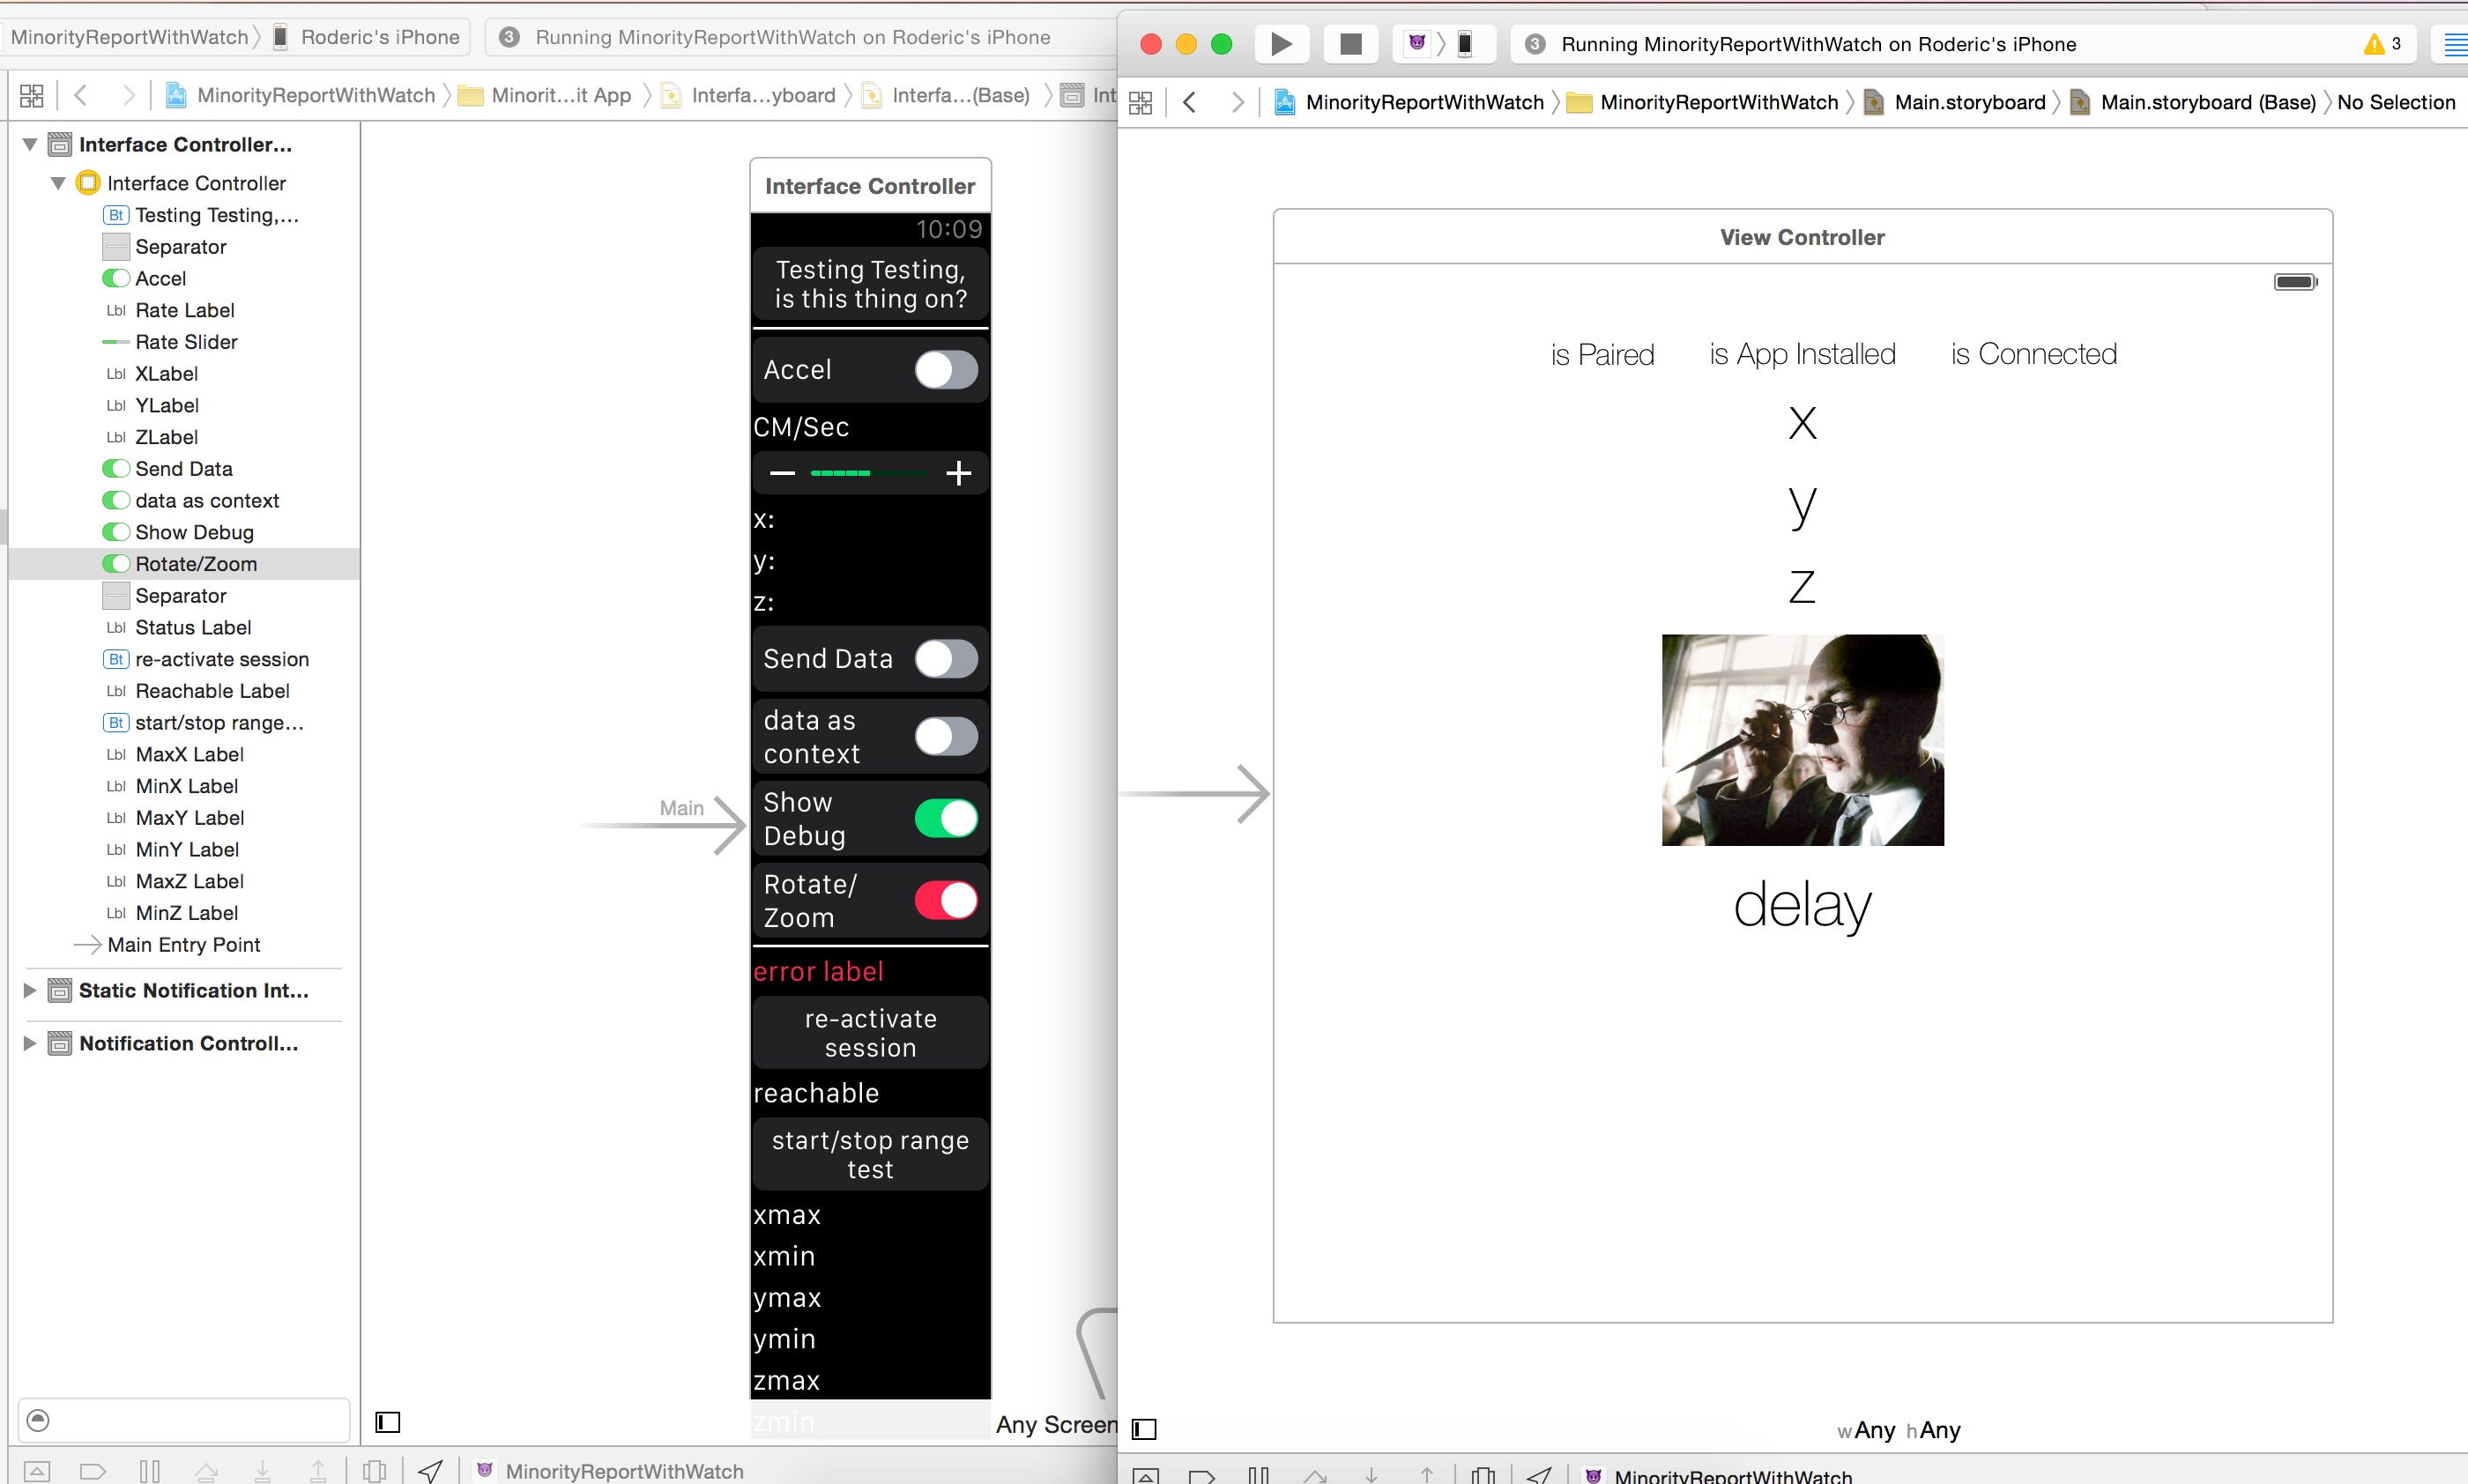 MinorityReportWithWatch
Roderic's iPhone
3 Running MinorityReportWithWatch on Roderic's iPhone
MinorityReportWithWatch
Minorit...it App
Interfa...yboard
Interfa...(Base)
Int
Interface Controller...
Interface Controller
Bt Testing Testing,...
Separator
Accel
Lbl Rate Label
Rate Slider
Lbl XLabel
Lbl YLabel
Lbl ZLabel
Send Data
data as context
Show Debug
Rotate/Zoom
Separator
Lbl Status Label
Bt re-activate session
Lbl Reachable Label
Bt start/stop range...
Lbl MaxX Label
Lbl MinX Label
Lbl MaxY Label
Lbl MinY Label
Lbl MaxZ Label
Lbl MinZ Label
Main Entry Point
Static Notification Int...
Notification Controll...
Main
Interface Controller
10:09
Testing Testing,
is this thing on?
Accel
CM/Sec
x:
y:
z:
Send Data
data as
context
Show
Debug
Rotate/
Zoom
error label
re-activate
session
reachable
start/stop range
test
xmax
xmin
ymax
ymin
zmax
zmin
Any Screen
MinorityReportWithWatch
3 Running MinorityReportWithWatch on Roderic's iPhone
3
MinorityReportWithWatch
MinorityReportWithWatch
Main.storyboard
Main.storyboard (Base)
No Selection
View Controller
is Paired
is App Installed
is Connected
X
y
Z
delay
wAny hAny
MinorityReportWithWatch